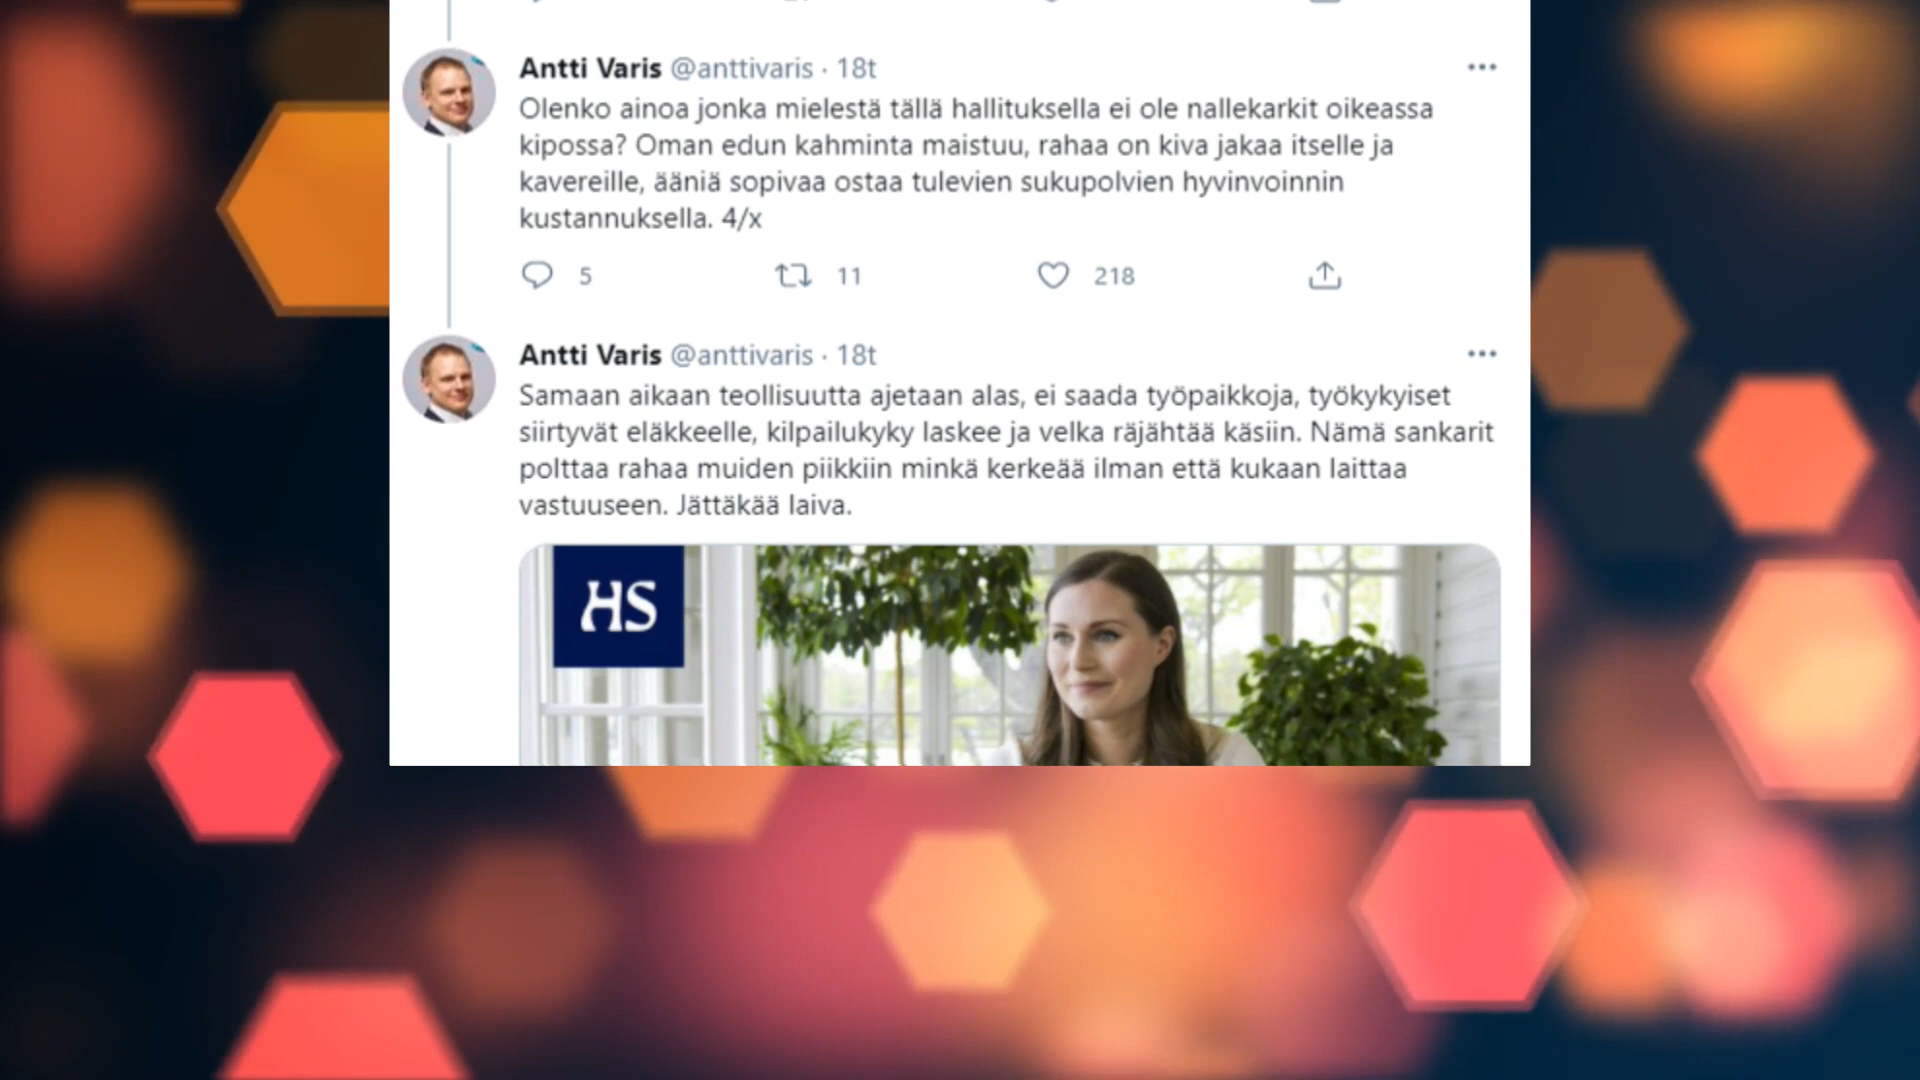 Antti Varis @anttivaris · 18t
Olenko ainoa jonka mielestä tällä hallituksella ei ole nallekarkit oikeassa
kipossa? Oman edun kahminta maistuu, rahaa on kiva jakaa itselle ja
kavereille, ääniä sopivaa ostaa tulevien sukupolvien hyvinvoinnin
kustannuksella. 4/x
5 11 218
Antti Varis @anttivaris · 18t
Samaan aikaan teollisuutta ajetaan alas, ei saada työpaikkoja, työkykyiset
siirtyvät eläkkeelle, kilpailukyky laskee ja velka räjähtää käsiin. Nämä sankarit
polttaa rahaa muiden piikkiin minkä kerkeää ilman että kukaan laittaa
vastuuseen. Jättäkää laiva.
HS